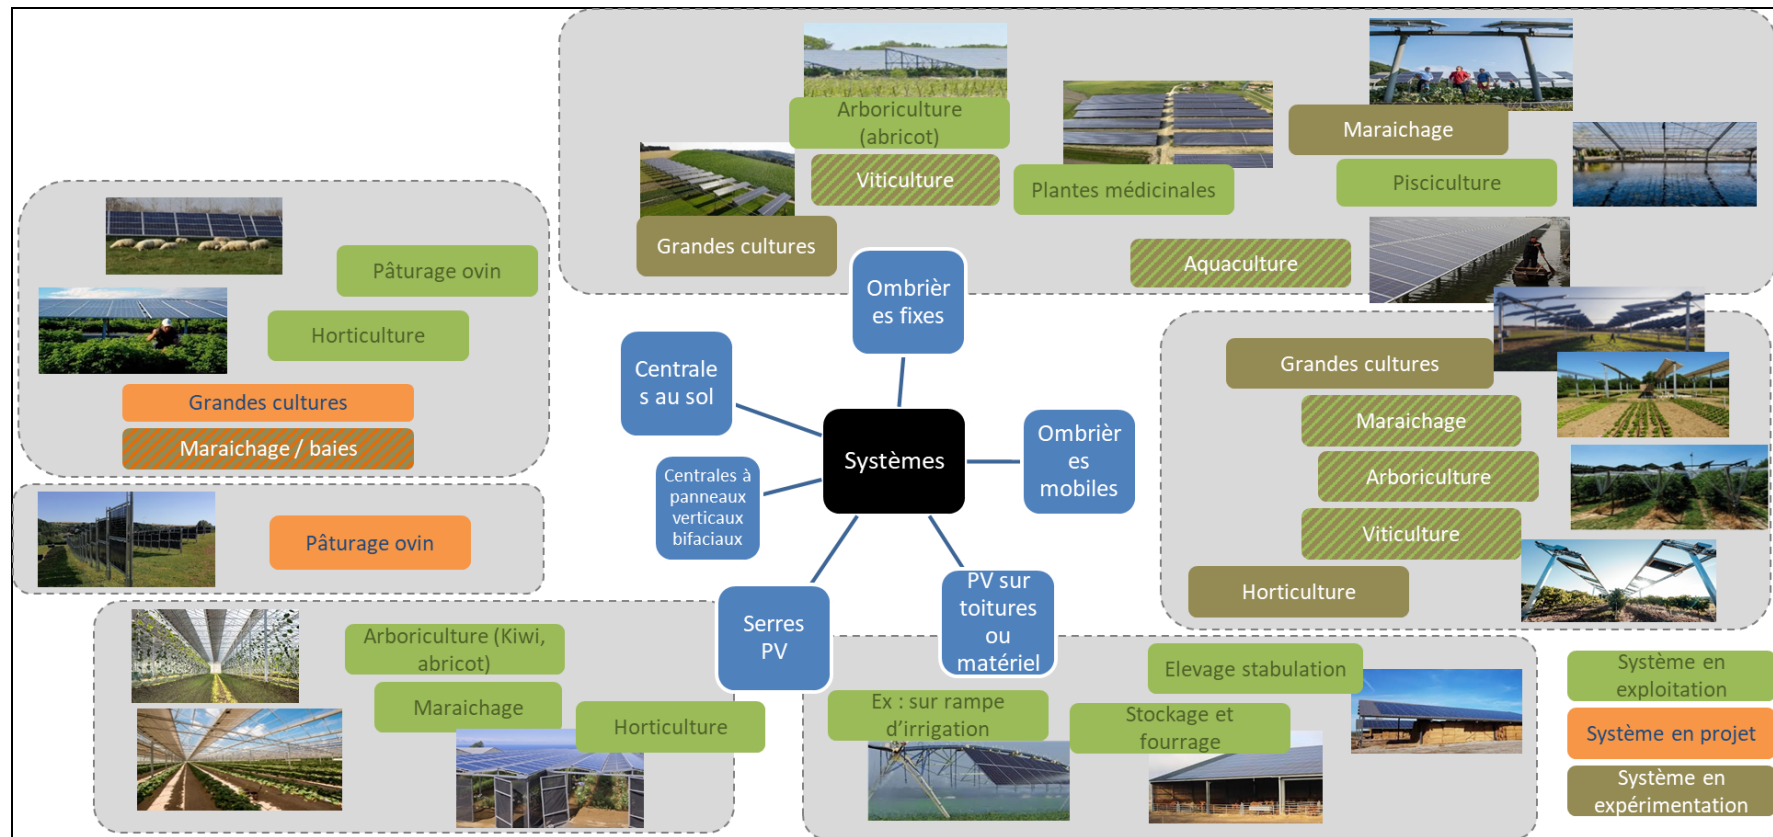 Arboriculture
(abricot)
Viticulture
Grandes cultures
Plantes médicinales
Maraichage
Pisciculture
Aquaculture
Pâturage ovin
Horticulture
Grandes cultures
Maraichage / baies
Pâturage ovin
Ombrièr
es fixes
Centrale
s au sol
Systèmes
Ombrièr
es
mobiles
Centrales à
panneaux
verticaux
bifaciaux
Serres
PV
PV sur
toitures
ou
matériel
Grandes cultures
Maraichage
Arboriculture
Viticulture
Horticulture
Arboriculture (Kiwi,
abricot)
Maraichage
Horticulture
Ex : sur rampe
d’irrigation
Elevage stabulation
Stockage et
fourrage
Système en
exploitation
Système en projet
Système en
expérimentation